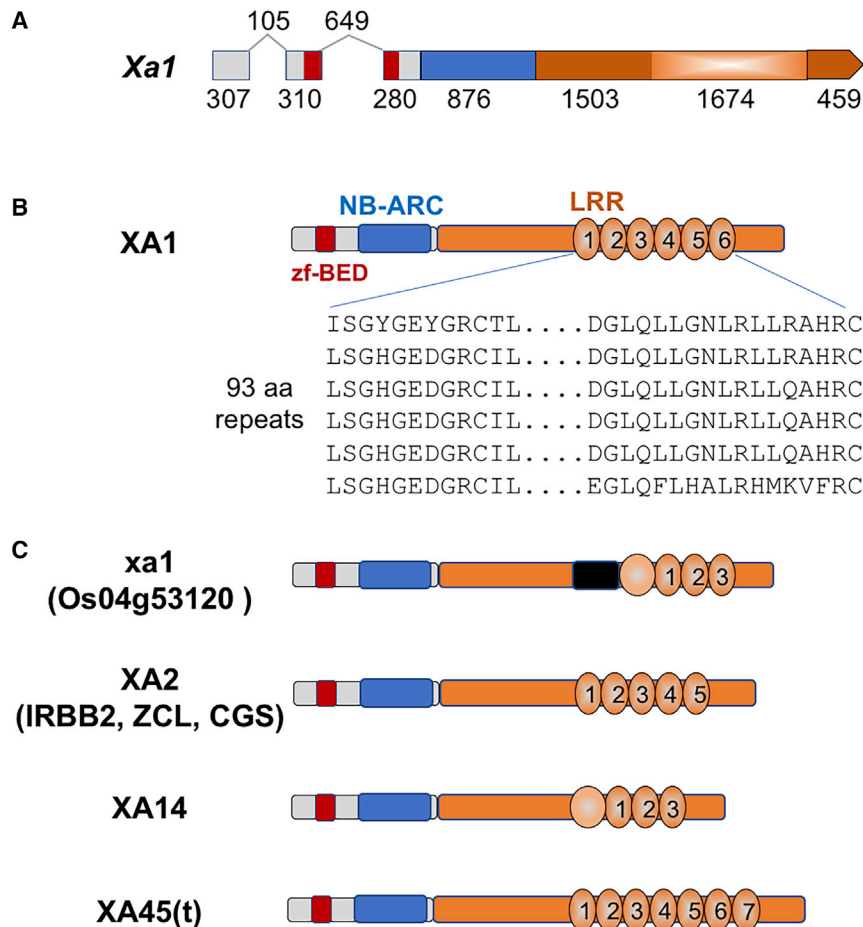 A
105 649
Xa1
307 310 280 876 1503 1674 459
B
NB-ARC LRR
XA1
1 2 3 4 5 6
zf-BED
ISGYGEYGRCTL....DGLQLLGNLRLLRAHRC
LSGHGEDGRCIL....DGLQLLGNLRLLRAHRC
93 aa
repeats
LSGHGEDGRCIL....DGLQLLGNLRLLQAHRC
LSGHGEDGRCIL....DGLQLLGNLRLLQAHRC
LSGHGEDGRCIL....DGLQLLGNLRLLQAHRC
LSGHGEDGRCIL....EGLQFLHALRHMKVFRC
C
xa1
(Os04g53120 )
1 2 3
XA2
(IRBB2, ZCL, CGS)
1 2 3 4 5
XA14
1 2 3
XA45(t)
1 2 3 4 5 6 7